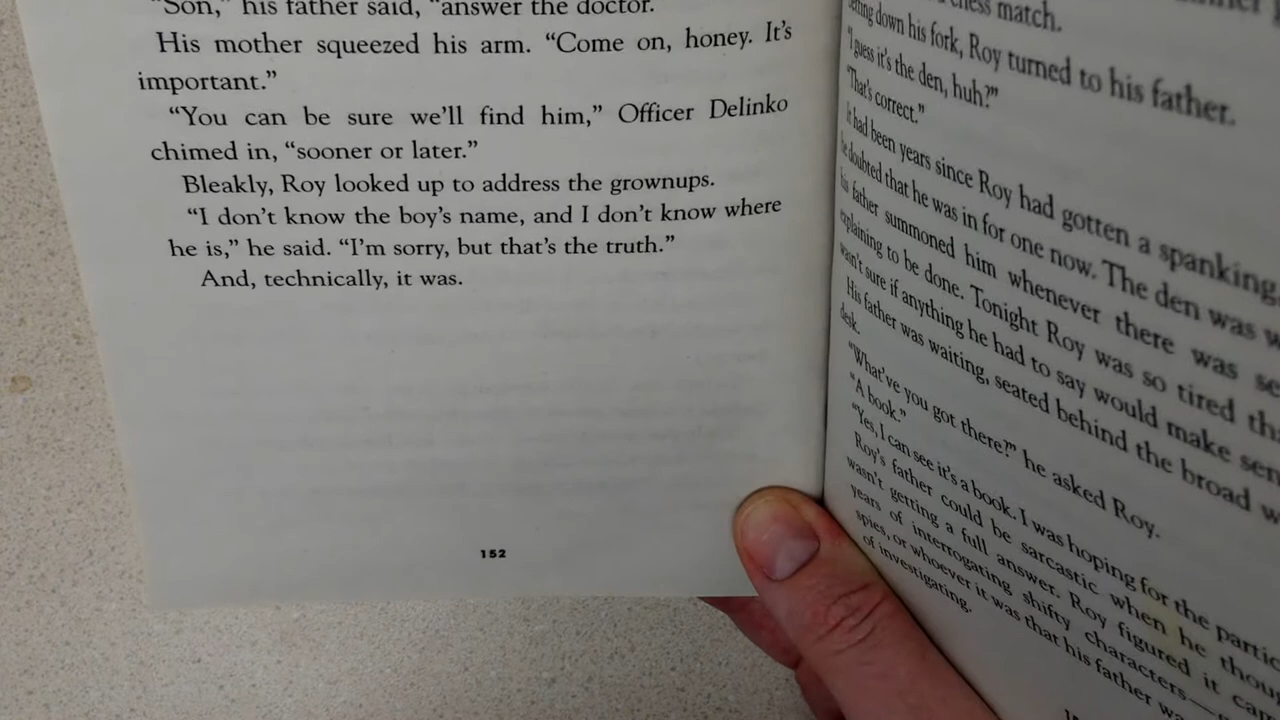 "Son," his father said, "answer the doctor."
His mother squeezed his arm. "Come on, honey. It's
important."
"You can be sure we'll find him," Officer Delinko
chimed in, "sooner or later."
Bleakly, Roy looked up to address the grownups.
"I don't know the boy's name, and I don't know where
he is," he said. "I'm sorry, but that's the truth."
And, technically, it was.
152
chess match.
down his fork, Roy turned to his father.
"I guess it's the den, huh?"
"That's correct."
It had been years since Roy had gotten a spanking
he doubted that he was in for one now. The den was
his father summoned him whenever there was
explaining to be done. Tonight Roy was so tired
wasn't sure if anything he had to say would make
His father was waiting, seated behind the broad
desk.
"What've you got there?" he asked Roy.
"A book."
"Yes, I can see it's a book. I was hoping for the
Roy's father could be sarcastic when he
wasn't getting a full answer. Roy figured it
years of interrogating shifty characters—
spies, or whoever it was that his father
of investigating.